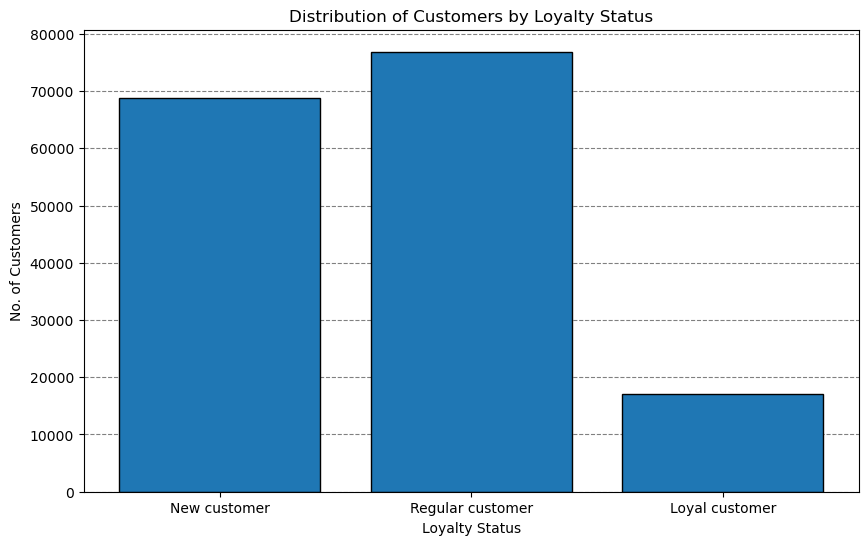 Distribution of Customers by Loyalty Status
80000
70000
60000
50000
40000
30000
20000
10000
0
No. of Customers
New customer
Regular customer
Loyal customer
Loyalty Status